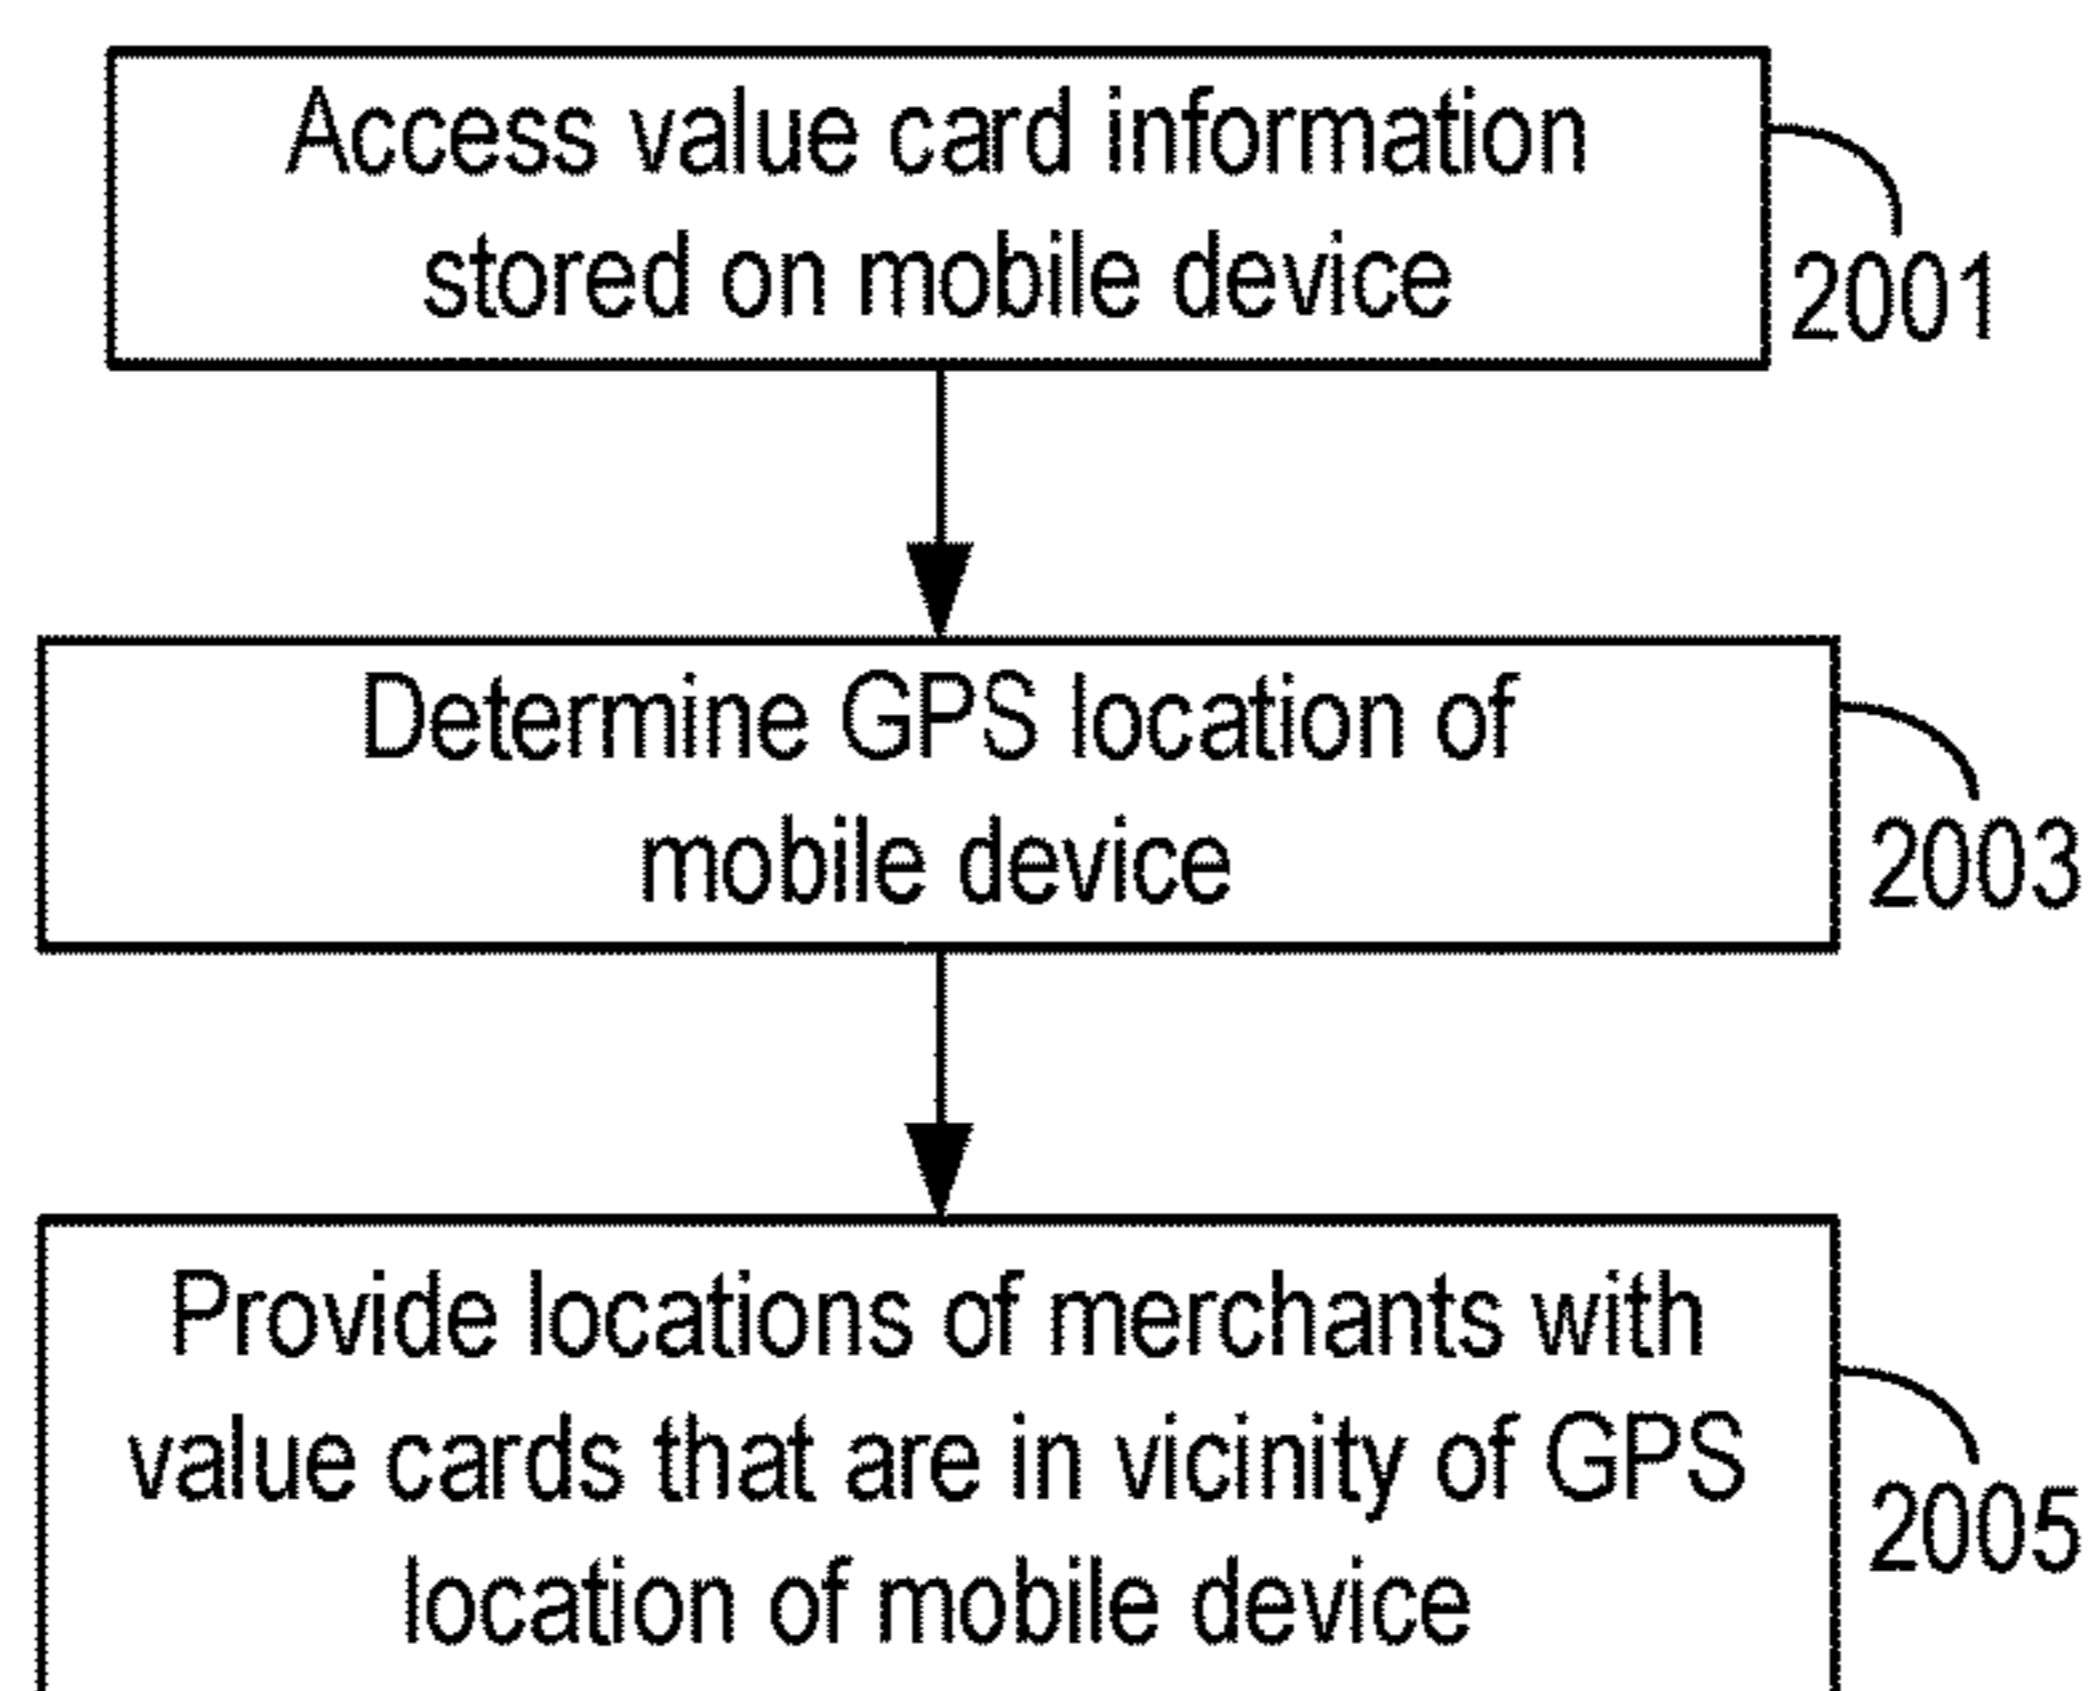 Access value card information
stored on mobile device
2001
Determine GPS location of
mobile device
2003
Provide locations of merchants with
value cards that are in vicinity of GPS
location of mobile device
2005